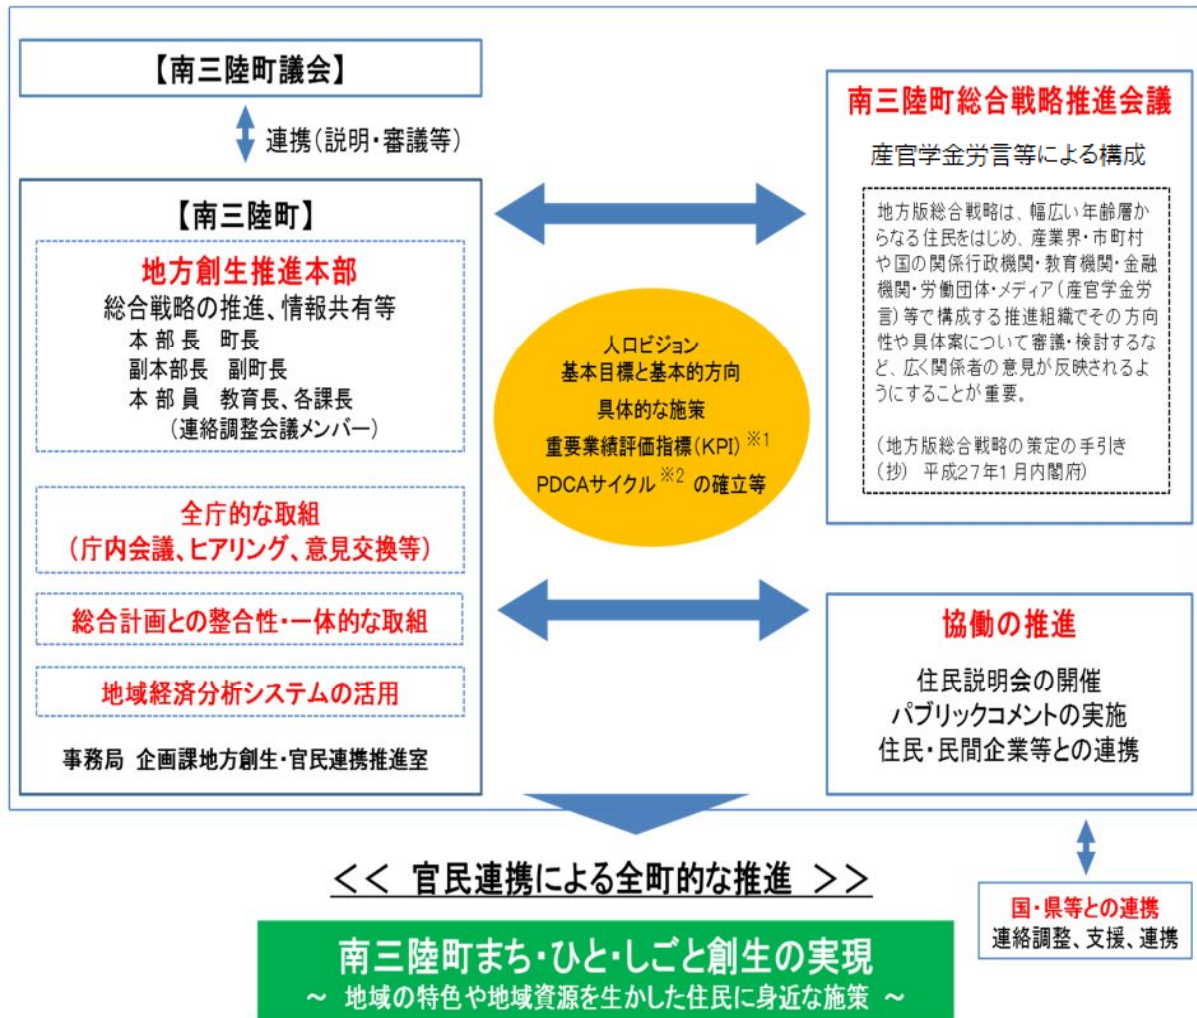 【南三陸町議会】
連携(説明・審議等)
【南三陸町】
地方創生推進本部
総合戦略の推進、情報共有等
本 部 長 町長
副本部長 副町長
本 部 員 教育長、各課長
(連絡調整会議メンバー)
全庁的な取組
(庁内会議、ヒアリング、意見交換等)
総合計画との整合性・一体的な取組
地域経済分析システムの活用
事務局 企画課地方創生・官民連携推進室
人口ビジョン
基本目標と基本的方向
具体的な施策
重要業績評価指標(KPI)※1
PDCAサイクル※2 の確立等
南三陸町総合戦略推進会議
産官学金労言等による構成
地方版総合戦略は、幅広い年齢層か
らなる住民をはじめ、産業界・市町村
や国の関係行政機関・教育機関・金融
機関・労働団体・メディア(産官学金労
言)等で構成する推進組織でその方向
性や具体案について審議・検討するな
ど、広く関係者の意見が反映されるよ
うにすることが重要。
(地方版総合戦略の策定の手引き
(抄) 平成27年1月内閣府)
協働の推進
住民説明会の開催
パブリックコメントの実施
住民・民間企業等との連携
<< 官民連携による全町的な推進 >>
国・県等との連携
連絡調整、支援、連携
南三陸町まち・ひと・しごと創生の実現
~ 地域の特色や地域資源を生かした住民に身近な施策 ~